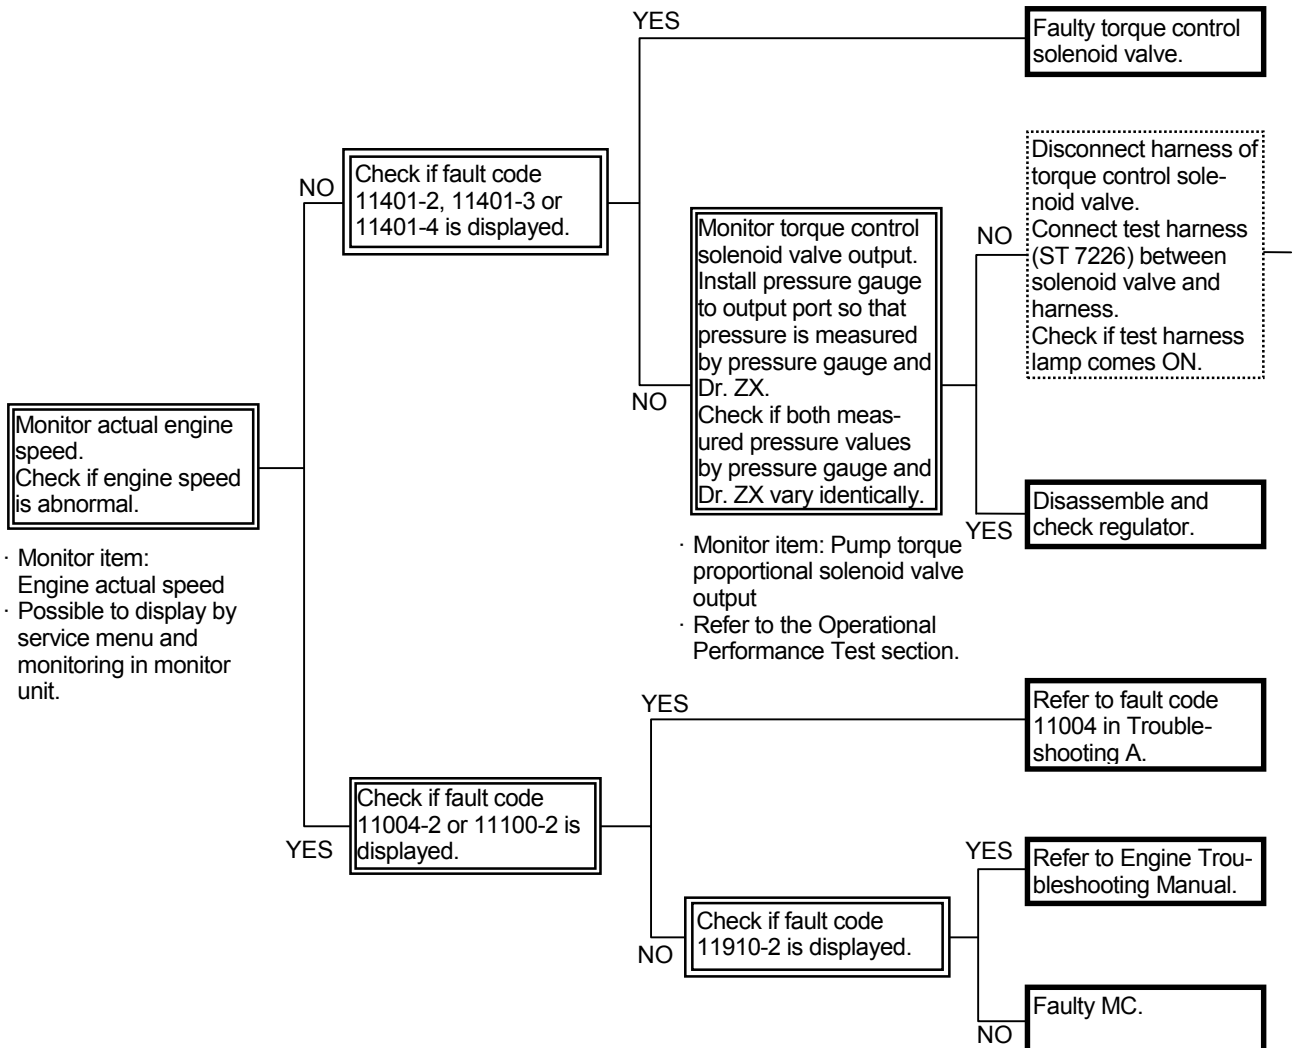 YES
Faulty torque control
solenoid valve.
NO
Check if fault code
11401-2, 11401-3 or
11401-4 is displayed.
NO
Monitor torque control
solenoid valve output.
Install pressure gauge
to output port so that
pressure is measured
by pressure gauge and
Dr. ZX.
Check if both meas-
ured pressure values
by pressure gauge and
Dr. ZX vary identically.
· Monitor item: Pump torque
proportional solenoid valve
output
· Refer to the Operational
Performance Test section.
NO
Disconnect harness of
torque control sole-
noid valve.
Connect test harness
(ST 7226) between
solenoid valve and
harness.
Check if test harness
lamp comes ON.
YES
Disassemble and
check regulator.
Monitor actual engine
speed.
Check if engine speed
is abnormal.
· Monitor item:
Engine actual speed
· Possible to display by
service menu and
monitoring in monitor
unit.
YES
Check if fault code
11004-2 or 11100-2 is
displayed.
YES
Refer to fault code
11004 in Trouble-
shooting A.
NO
Check if fault code
11910-2 is displayed.
YES
Refer to Engine Trou-
bleshooting Manual.
NO
Faulty MC.